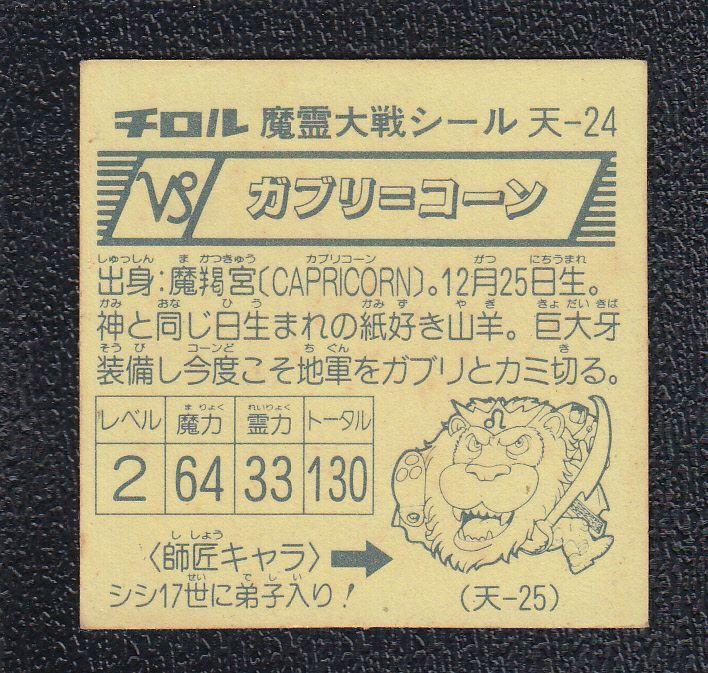 チロル 魔霊大戦シール 天-24
ガブリ=コーン
しゅっしん ま かつきゅう カプリコーン がつ にちうまれ
出身:魔羯宮(CAPRICORN)。12月25日生。
かみ おな ひ う かみず やぎ きょだいきば
神と同じ日生まれの紙好き山羊。巨大牙
そうび コーンど ちぐん き
装備し今度こそ地軍をガブリとカミ切る。
まりょく れいりょく
レベル 魔力 霊力 トータル
2 64 33 130
ししょう
〈師匠キャラ〉
せい でしい
シシ17世に弟子入り!
(天-25)